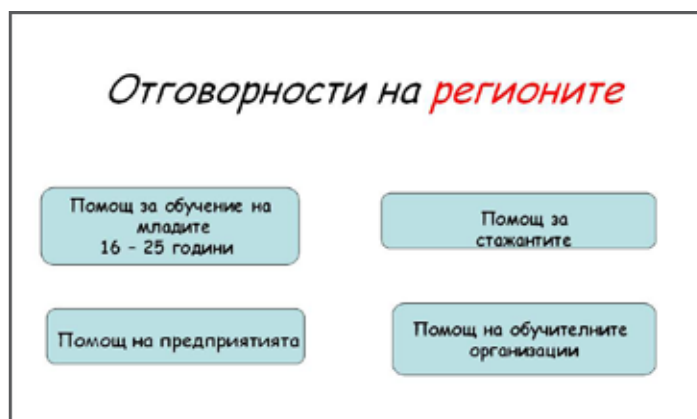 Отговорности на регионите
Помощ за обучение на
младите
16 - 25 години
Помощ за
стажантите
Помощ на предприятията
Помощ на обучителните
организации